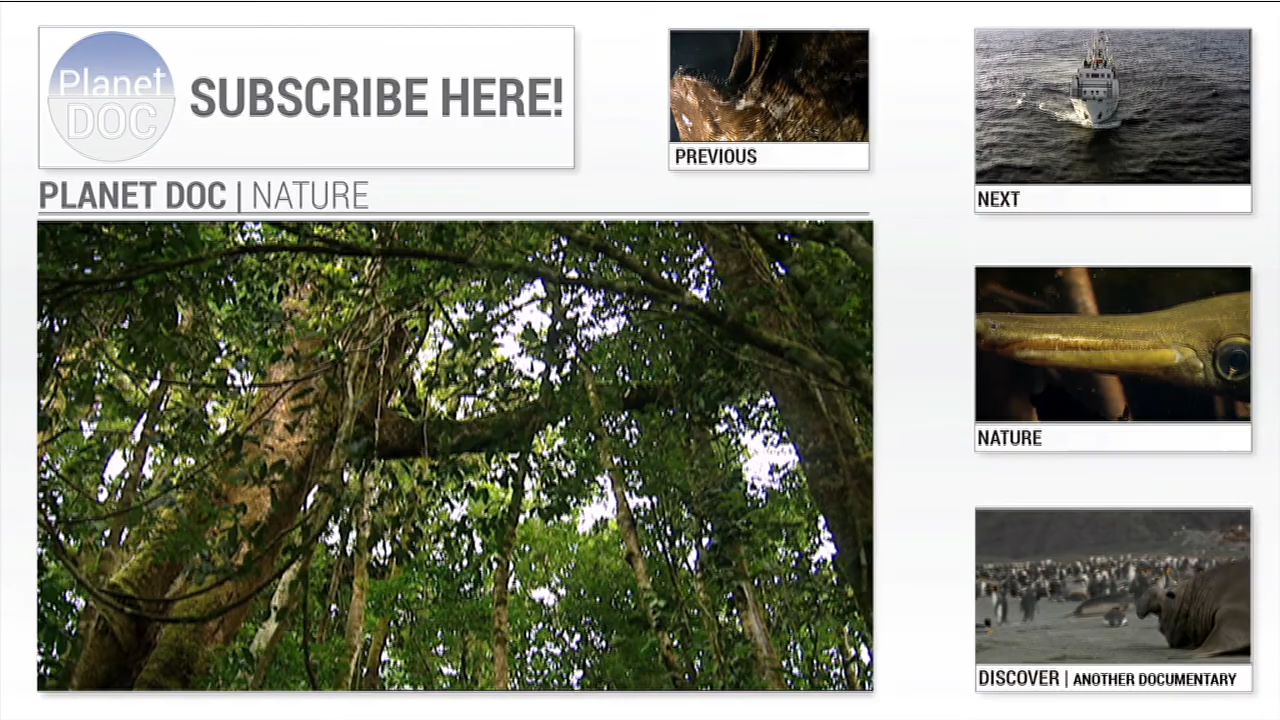 Planet
DOC
SUBSCRIBE HERE!
PLANET DOC | NATURE
PREVIOUS
NEXT
NATURE
DISCOVER | ANOTHER DOCUMENTARY